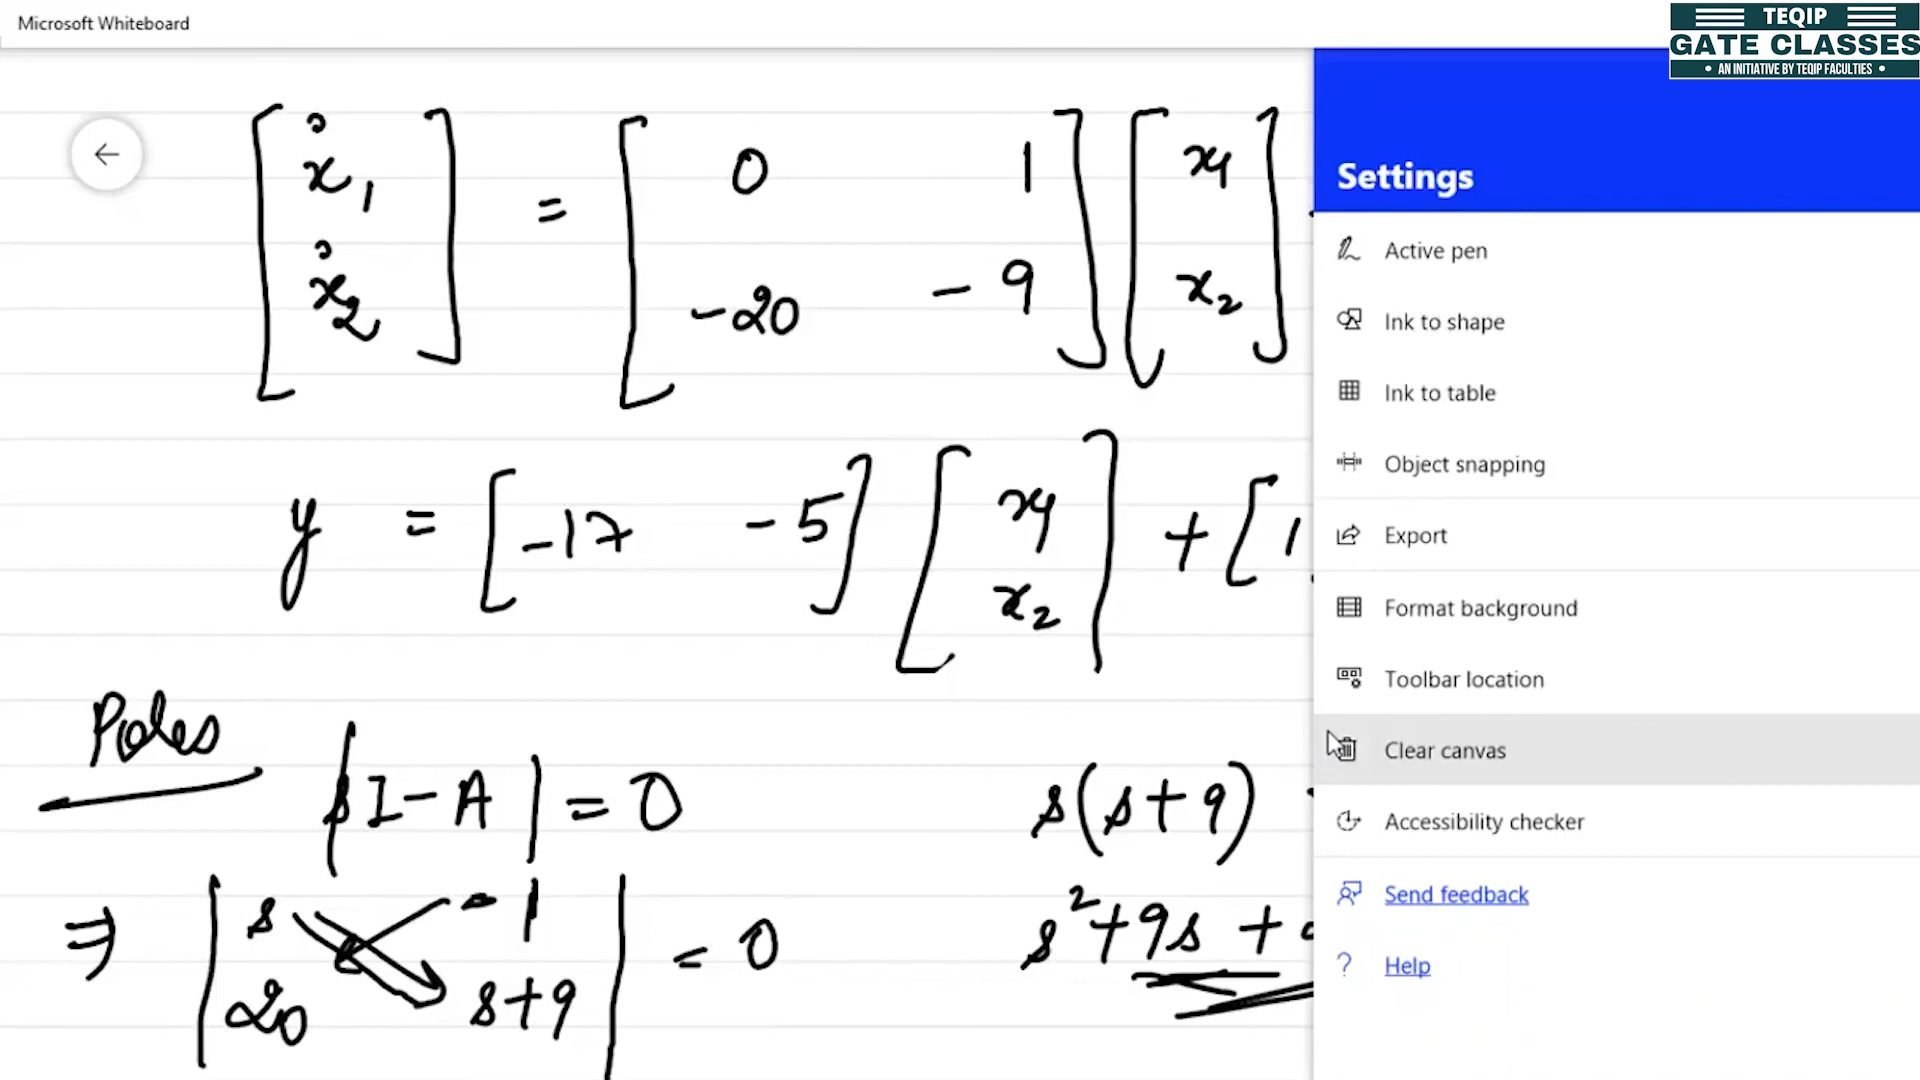 Microsoft Whiteboard
TEQIP
GATE CLASSES
• AN INITIATIVE BY TEQIP FACULTIES •
[ẋ₁ ẋ₂] = [0 1 -20 -9] [x₁ x₂]
y = [-17 -5] [x₁ x₂] + [1
Poles
|sI-A| = 0
⇒ |s -1 20 s+9| = 0
s(s+9)
s²+9s +
Settings
Active pen
Ink to shape
Ink to table
Object snapping
Export
Format background
Toolbar location
Clear canvas
Accessibility checker
Send feedback
? Help